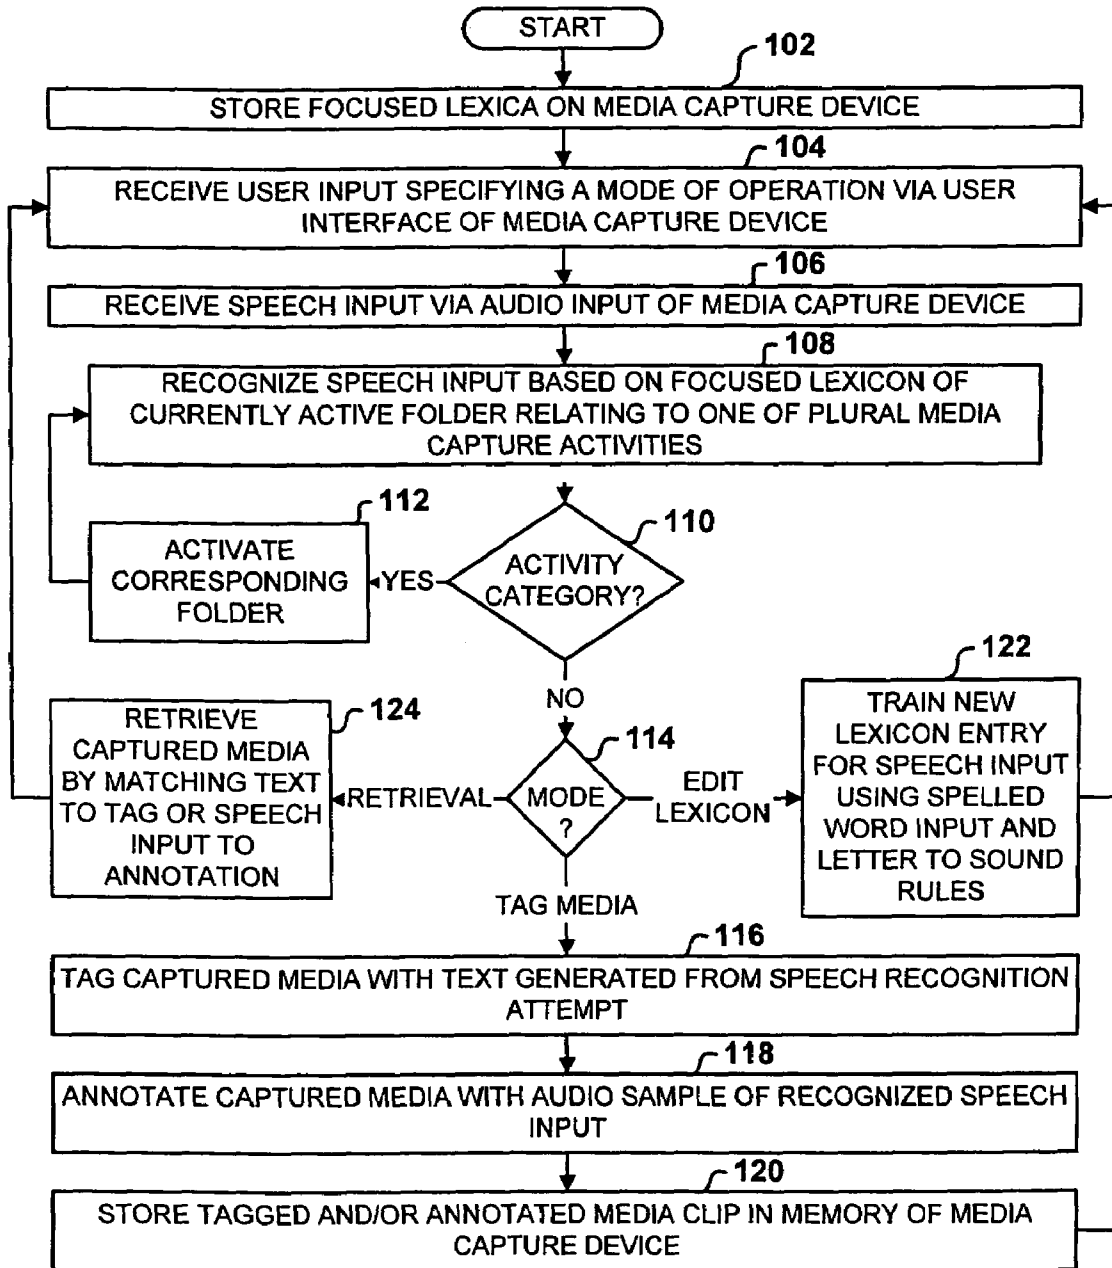 START
102
STORE FOCUSED LEXICA ON MEDIA CAPTURE DEVICE
104
RECEIVE USER INPUT SPECIFYING A MODE OF OPERATION VIA USER
INTERFACE OF MEDIA CAPTURE DEVICE
106
RECEIVE SPEECH INPUT VIA AUDIO INPUT OF MEDIA CAPTURE DEVICE
108
RECOGNIZE SPEECH INPUT BASED ON FOCUSED LEXICON OF
CURRENTLY ACTIVE FOLDER RELATING TO ONE OF PLURAL MEDIA
CAPTURE ACTIVITIES
112
ACTIVATE
CORRESPONDING
FOLDER
YES
110
ACTIVITY
CATEGORY?
NO
124
RETRIEVE
CAPTURED MEDIA
BY MATCHING TEXT
TO TAG OR SPEECH
INPUT TO
ANNOTATION
RETRIEVAL
114
MODE
?
EDIT
LEXICON
122
TRAIN NEW
LEXICON ENTRY
FOR SPEECH INPUT
USING SPELLED
WORD INPUT AND
LETTER TO SOUND
RULES
TAG MEDIA
116
TAG CAPTURED MEDIA WITH TEXT GENERATED FROM SPEECH RECOGNITION
ATTEMPT
118
ANNOTATE CAPTURED MEDIA WITH AUDIO SAMPLE OF RECOGNIZED SPEECH
INPUT
120
STORE TAGGED AND/OR ANNOTATED MEDIA CLIP IN MEMORY OF MEDIA
CAPTURE DEVICE